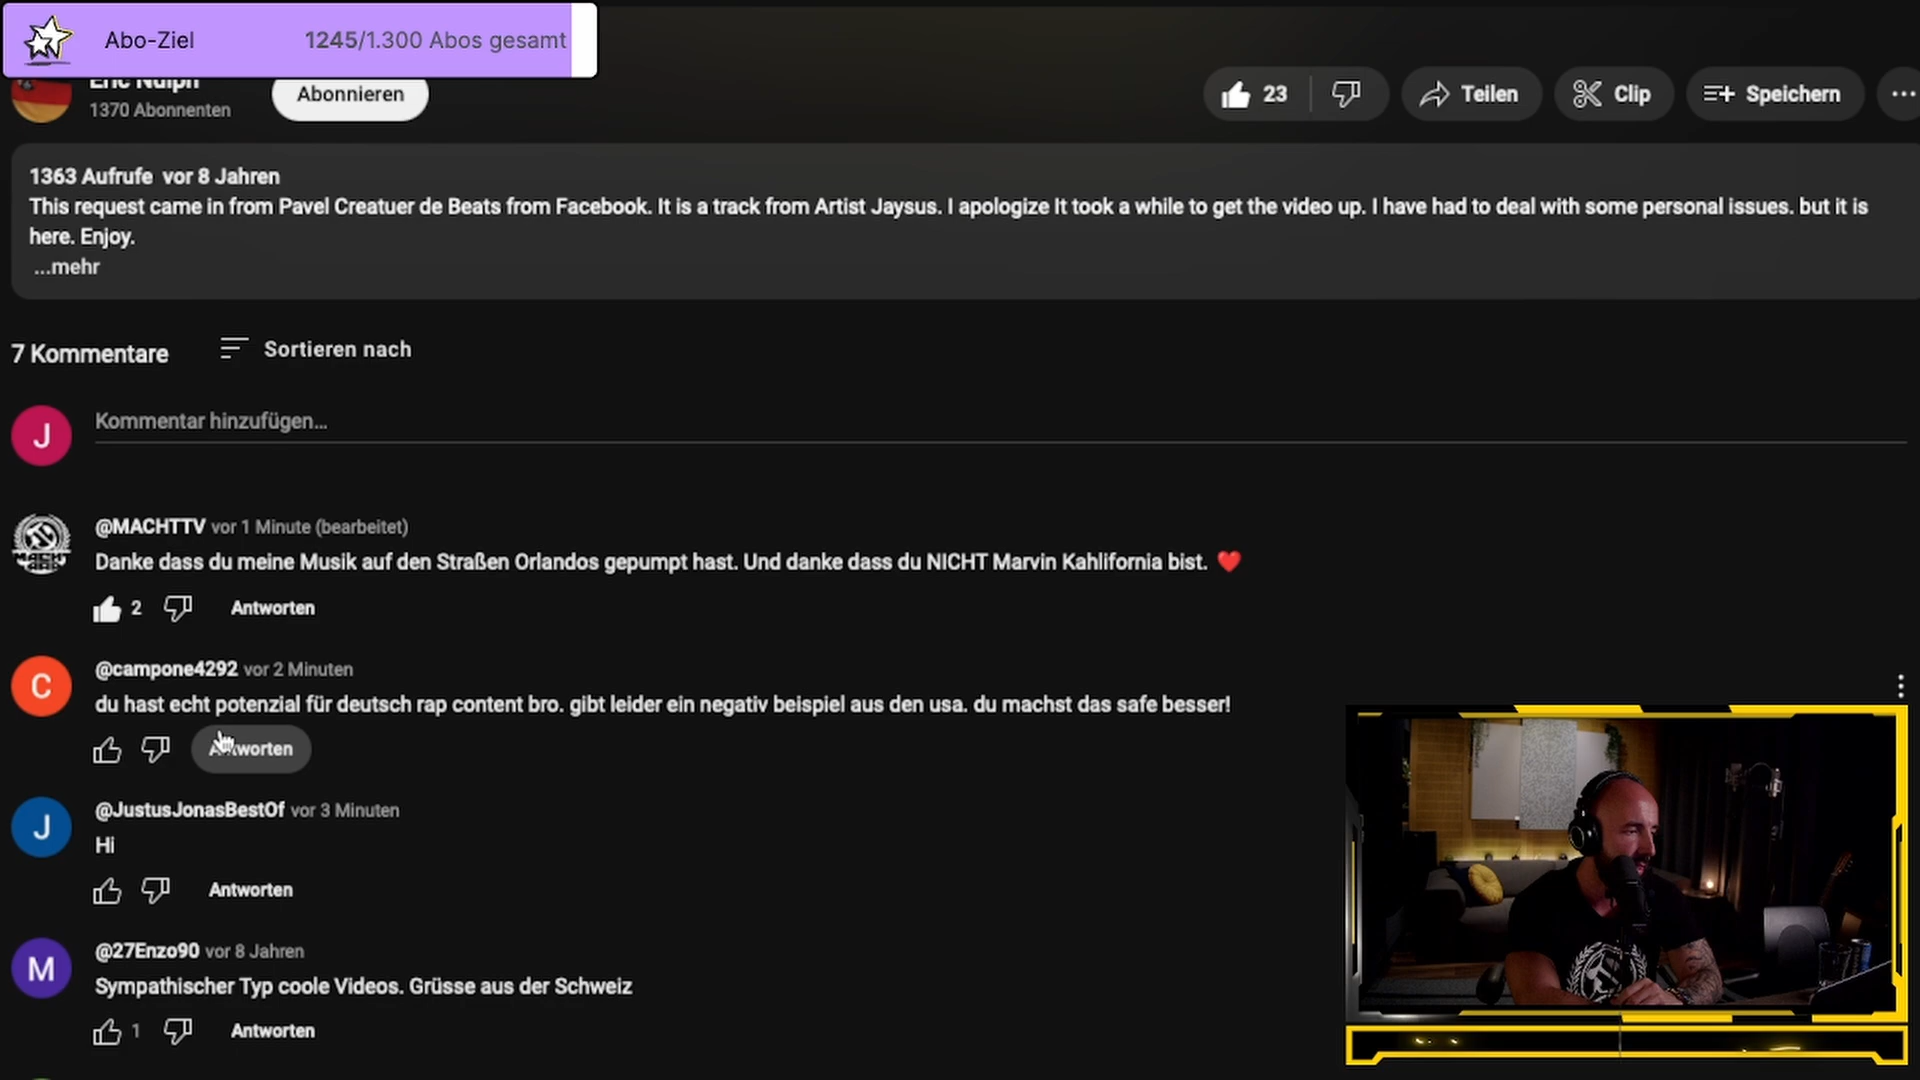 Abo-Ziel 1245/1.300 Abos gesamt
Eric Nulph
1370 Abonnenten
Abonnieren
23
Teilen
Clip
Speichern
1363 Aufrufe vor 8 Jahren
This request came in from Pavel Creatuer de Beats from Facebook. It is a track from Artist Jaysus. I apologize It took a while to get the video up. I have had to deal with some personal issues. but it is
here. Enjoy.
...mehr
7 Kommentare
Sortieren nach
J
Kommentar hinzufügen...
@MACHTTV vor 1 Minute (bearbeitet)
Danke dass du meine Musik auf den Straßen Orlandos gepumpt hast. Und danke dass du NICHT Marvin Kahlifornia bist. ❤️
2
Antworten
C
@campone4292 vor 2 Minuten
du hast echt potenzial für deutsch rap content bro. gibt leider ein negativ beispiel aus den usa. du machst das safe besser!
Antworten
J
@JustusJonasBestOf vor 3 Minuten
Hi
Antworten
M
@27Enzo90 vor 8 Jahren
Sympathischer Typ coole Videos. Grüsse aus der Schweiz
1
Antworten